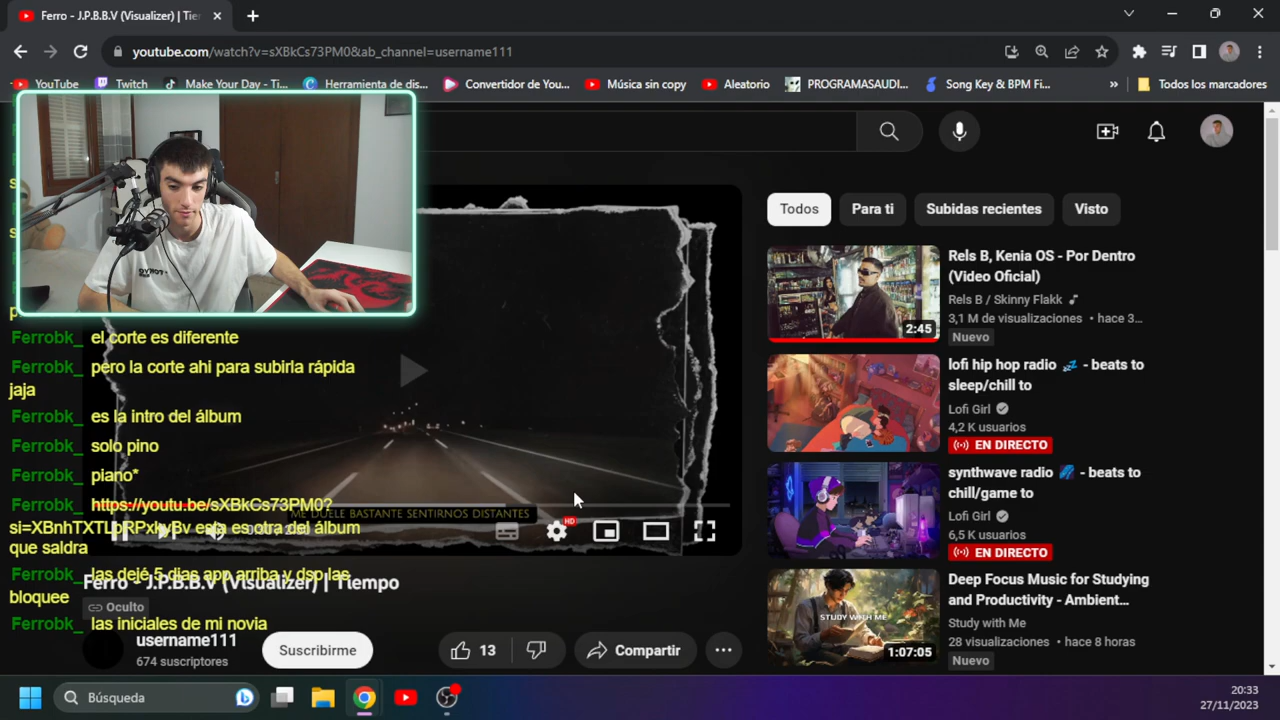 Ferro - J.P.B.B.V (Visualizer) | Tie
youtube.com/watch?v=sXBkCs73PM0&ab_channel=username111
YouTube
Twitch
Make Your Day - Ti...
Herramienta de dis...
Convertidor de You...
Música sin copy
Aleatorio
PROGRAMASAUDI...
Song Key & BPM Fi...
»
Todos los marcadores
Ferrobk_ el corte es diferente
Ferrobk_ pero la corte ahi para subirla rápida
jaja
Ferrobk_ es la intro del álbum
Ferrobk_ solo pino
Ferrobk_ piano*
Ferrobk_ https://youtu.be/sXBkCs73PM0?
que saldra
Ferrobk_ las dejé 5 dias app arriba y dsp las
bloquee
Ferrobk_ las iniciales de mi novia
ME DUELE BASTANTE SENTIRNOS DISTANTES
HD
Ferro - J.P.B.B.V (Visualizer) | Tiempo
Oculto
username111
674 suscriptores
Suscribirme
13
Compartir
Todos
Para ti
Subidas recientes
Visto
2:45
Rels B, Kenia OS - Por Dentro
(Video Oficial)
Rels B / Skinny Flakk
3,1 M de visualizaciones • hace 3...
Nuevo
lofi hip hop radio 💤 - beats to
sleep/chill to
Lofi Girl
4,2 K usuarios
EN DIRECTO
synthwave radio 🌌 - beats to
chill/game to
Lofi Girl
6,5 K usuarios
EN DIRECTO
STUDY WITH ME
1:07:05
Deep Focus Music for Studying
and Productivity - Ambient...
Study with Me
28 visualizaciones • hace 8 horas
Nuevo
Búsqueda
20:33
27/11/2023